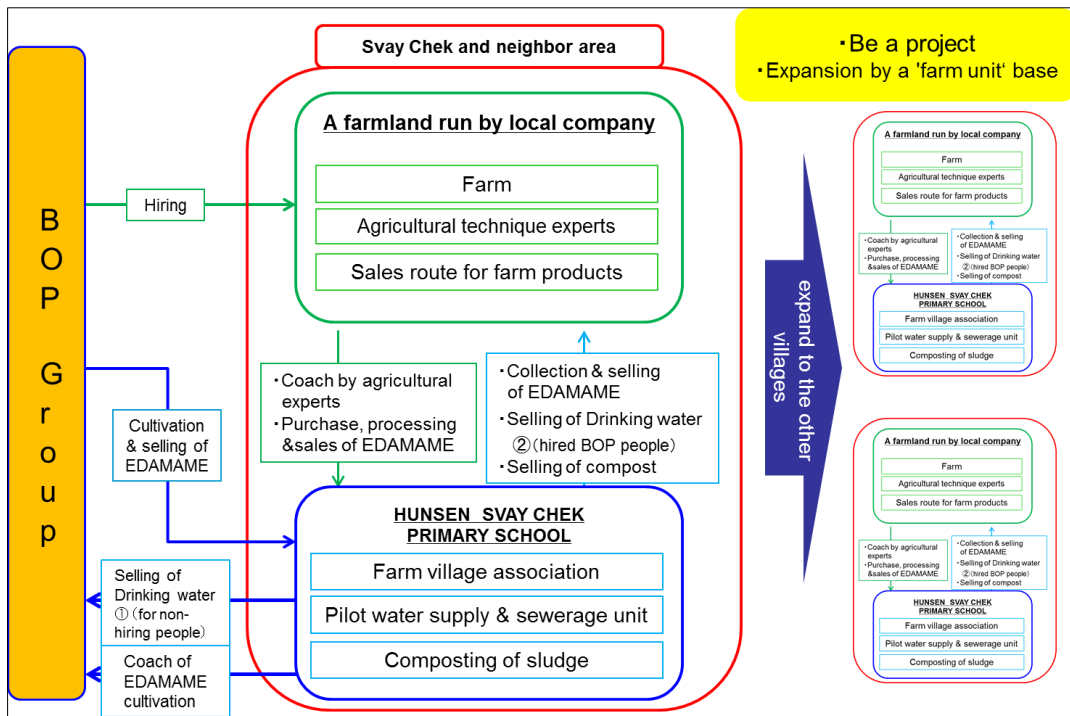 Svay Chek and neighbor area
・Be a project
・Expansion by a 'farm unit‘ base
BOP Group
A farmland run by local company
Farm
Agricultural technique experts
Sales route for farm products
Hiring
・Coach by agricultural
experts
・Purchase, processing
&sales of EDAMAME
・Collection & selling
of EDAMAME
・Selling of Drinking water
②(hired BOP people)
・Selling of compost
Cultivation
& selling of
EDAMAME
HUNSEN SVAY CHEK
PRIMARY SCHOOL
Farm village association
Pilot water supply & sewerage unit
Composting of sludge
Selling of
Drinking water
① (for non-
hiring people)
Coach of
EDAMAME
cultivation
expand to the other
villages
A farmland run by local company
Farm
Agricultural technique experts
Sales route for farm products
・Coach by agricultural
experts
・Purchase, processing
&sales of EDAMAME
・Collection & selling
of EDAMAME
・Selling of Drinking water
②(hired BOP people)
・Selling of compost
HUNSEN SVAY CHEK
PRIMARY SCHOOL
Farm village association
Pilot water supply & sewerage unit
Composting of sludge
A farmland run by local company
Farm
Agricultural technique experts
Sales route for farm products
・Coach by agricultural
experts
・Purchase, processing
&sales of EDAMAME
・Collection & selling
of EDAMAME
・Selling of Drinking water
②(hired BOP people)
・Selling of compost
HUNSEN SVAY CHEK
PRIMARY SCHOOL
Farm village association
Pilot water supply & sewerage unit
Composting of sludge